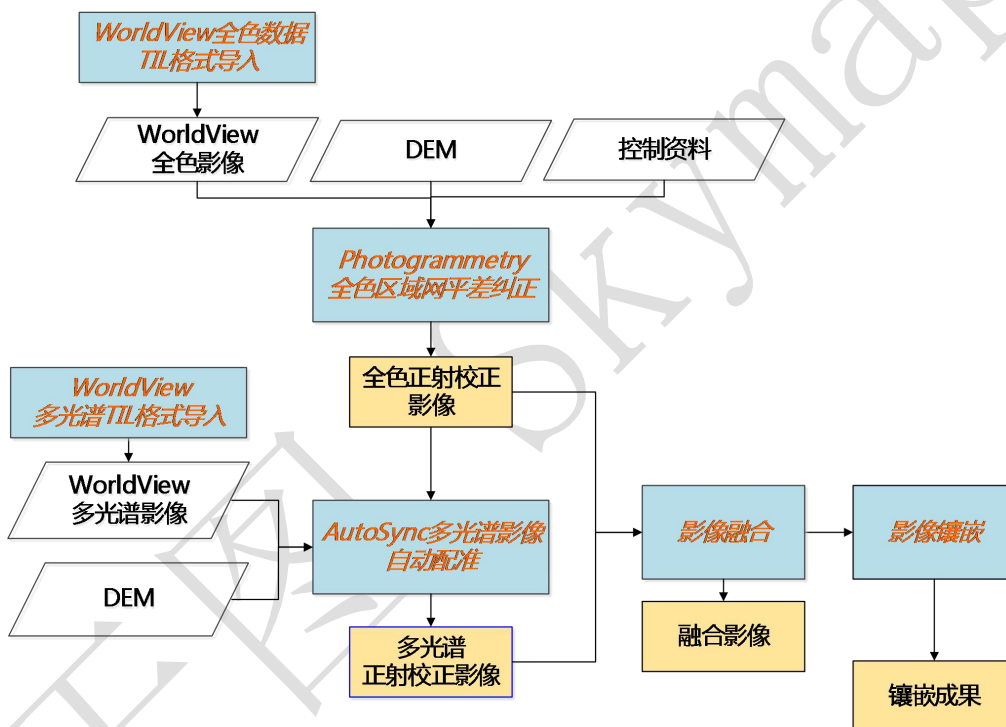 WorldView全色数据
TIL格式导入
WorldView
全色影像
DEM
控制资料
Photogrammetry
全色区域网平差纠正
全色正射校正
影像
WorldView
多光谱TIL格式导入
WorldView
多光谱影像
DEM
AutoSync多光谱影像
自动配准
多光谱
正射校正影像
影像融合
融合影像
影像镶嵌
镶嵌成果
图 Skymap